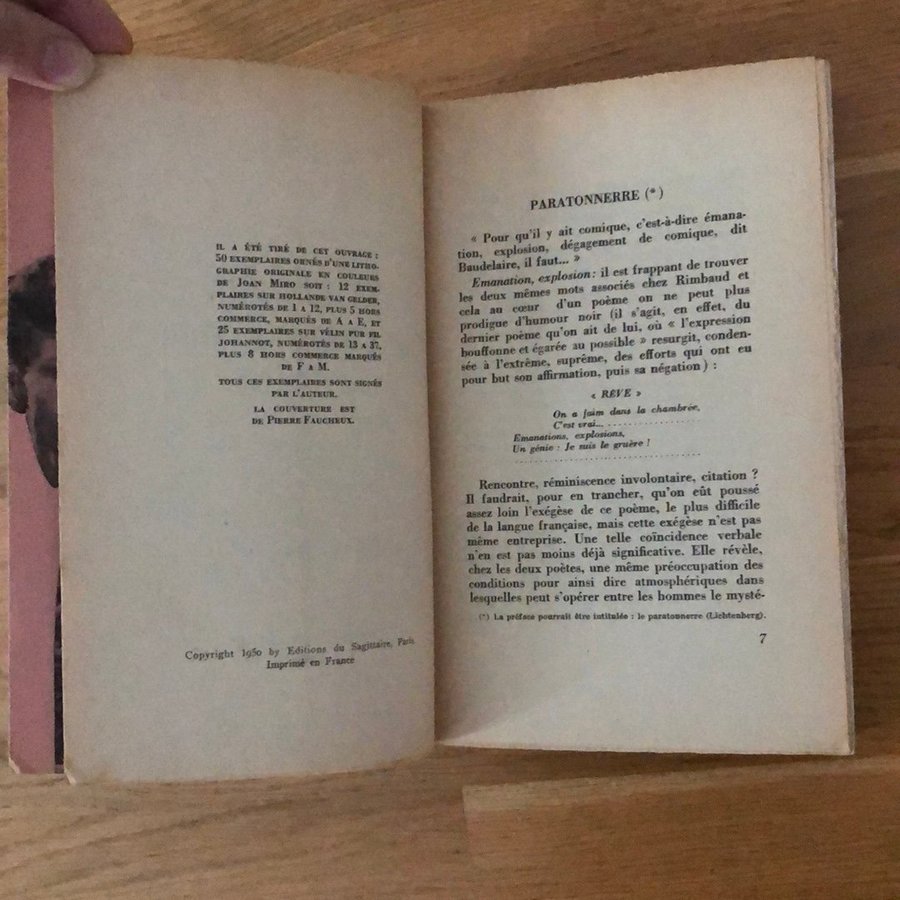 IL A ÉTÉ TIRÉ DE CET OUVRAGE :
50 EXEMPLAIRES ORNÉS D'UNE LITHO-
GRAPHIE ORIGINALE EN COULEURS
DE JOAN MIRO SOIT : 12 EXEM-
PLAIRES SUR HOLLANDE VAN GELDER,
NUMÉROTÉS DE 1 A 12, PLUS 5 HORS
COMMERCE, MARQUÉS DE A A E, ET
25 EXEMPLAIRES SUR VÉLIN PUR FIL
JOHANNOT, NUMÉROTÉS DE 13 A 37,
PLUS 8 HORS COMMERCE MARQUÉS
DE F A M.
TOUS CES EXEMPLAIRES SONT SIGNÉS
PAR L'AUTEUR.
LA COUVERTURE EST
DE PIERRE FAUCHEUX.
Copyright 1950 by Editions du Sagittaire, Paris
Imprimé en France
PARATONNERRE (*)
« Pour qu'il y ait comique, c'est-à-dire émana-
tion, explosion, dégagement de comique, dit
Baudelaire, il faut... »
Emanation, explosion : il est frappant de trouver
les deux mêmes mots associés chez Rimbaud et
cela au cœur d'un poème on ne peut plus
prodigue d'humour noir (il s'agit, en effet, du
dernier poème qu'on ait de lui, où « l'expression
bouffonne et égarée au possible » resurgit, conden-
sée à l'extrême, suprême, des efforts qui ont eu
pour but son affirmation, puis sa négation) :
« RÊVE »
On a faim dans la chambrée,
C'est vrai... ......................
Emanations, explosions,
Un génie : Je suis le gruère !
............................................
Rencontre, réminiscence involontaire, citation ?
Il faudrait, pour en trancher, qu'on eût poussé
assez loin l'exégèse de ce poème, le plus difficile
de la langue française, mais cette exégèse n'est pas
même entreprise. Une telle coïncidence verbale
n'en est pas moins déjà significative. Elle révèle,
chez les deux poètes, une même préoccupation des
conditions pour ainsi dire atmosphériques dans
lesquelles peut s'opérer entre les hommes le mysté-
(*) La préface pourrait être intitulée : le paratonnerre (Lichtenberg).
7